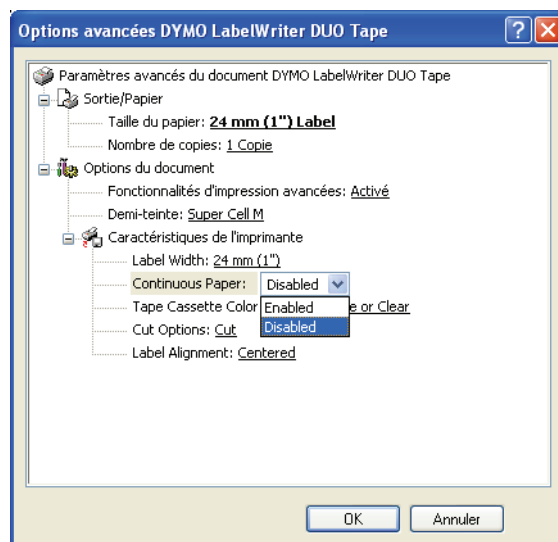 Options avancées DYMO LabelWriter DUO Tape
Paramètres avancés du document DYMO LabelWriter DUO Tape
Sortie/Papier
Taille du papier: 24 mm (1") Label
Nombre de copies: 1 Copie
Options du document
Fonctionnalités d'impression avancées: Activé
Demi-teinte: Super Cell M
Caractéristiques de l'imprimante
Label Width: 24 mm (1")
Continuous Paper: Disabled
Tape Cassette Color Enabled e or Clear
Cut Options: Cut Disabled
Label Alignment: Centered
OK Annuler